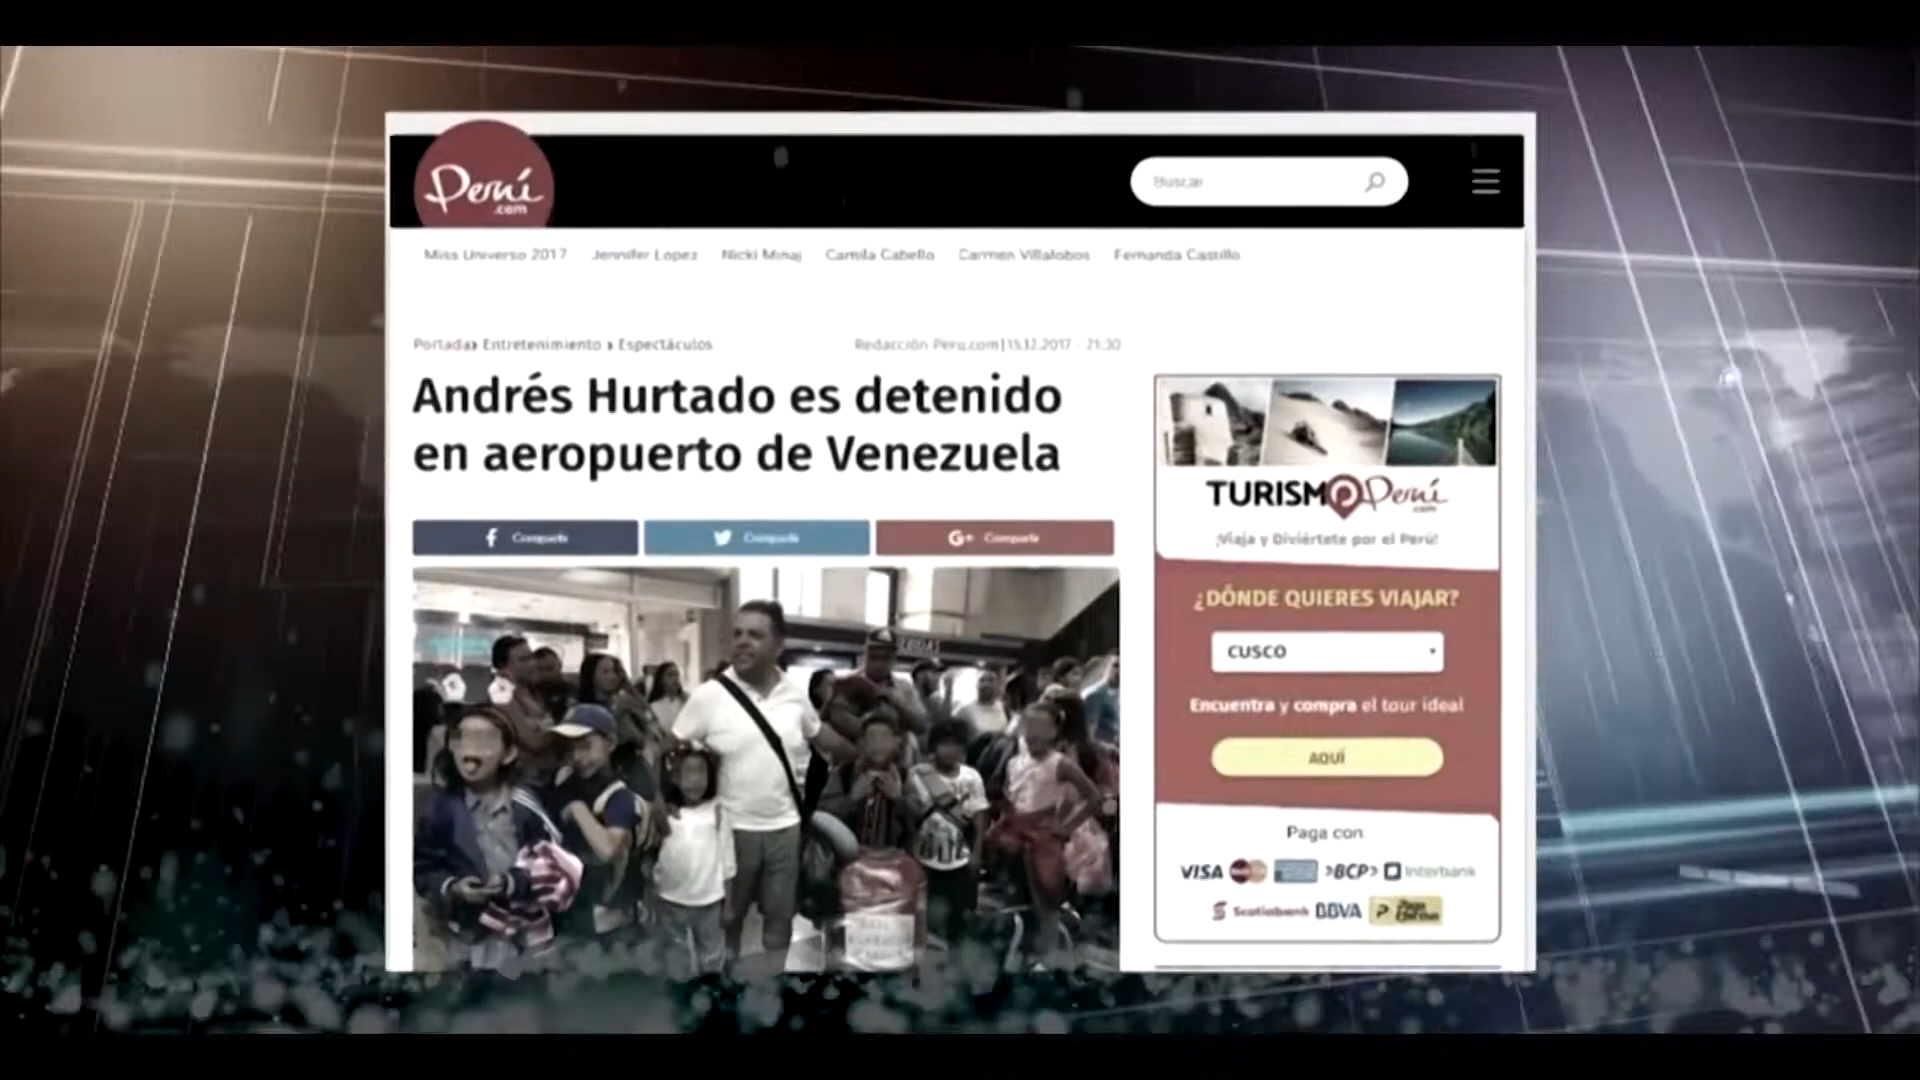 Perú
.com
Buscar
Miss Universo 2017 Jennifer Lopez Nicki Minaj Camila Cabello Carmen Villalobos Fernanda Castillo
Portada Entretenimiento Espectáculos
Redacción Peru.com|15.12.2017 - 21:30
Andrés Hurtado es detenido
en aeropuerto de Venezuela
Compartir Compartir G+ Compartir
TURISMO Perú
.com
¡Viaja y Diviértete por el Perú!
¿DÓNDE QUIERES VIAJAR?
CUSCO
Encuentra y compra el tour ideal
AQUÍ
Paga con:
VISA BCP Interbank
Scotiabank BBVA